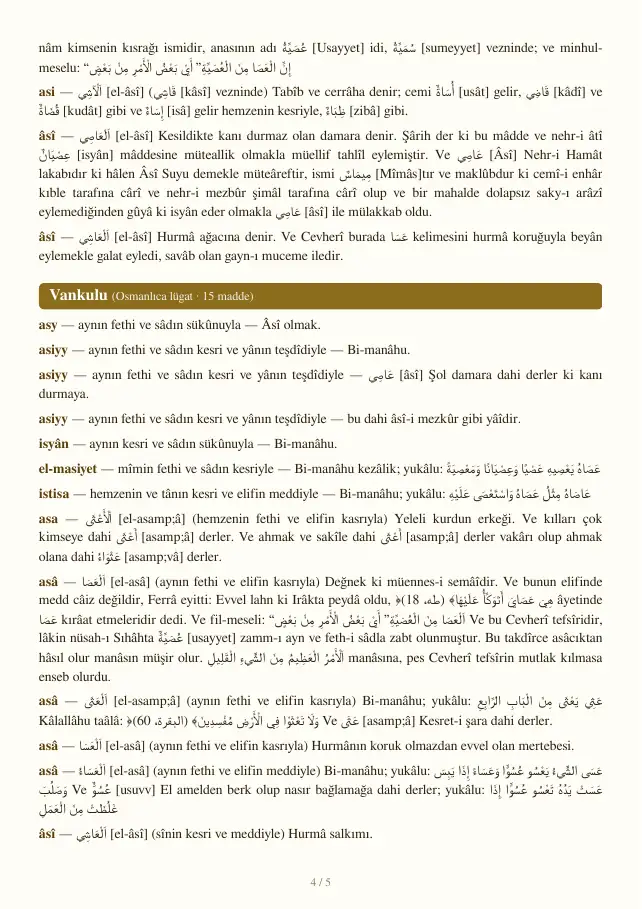 nâm kimsenin kısrağı ismidir, anasının adı عُصَيَّةُ [Usayyet] idi, سُمَيَّةُ [sumeyyet] vezninde; ve minhul-
meselu: “إِنَّ الْعَصَا مِنَ الْعُصَيَّةِ” أَيْ بَعْضُ الْأَمْرِ مِنْ بَعْضٍ
asi — اَلْآسِي [el-âsî] (قَاسِي [kâsî] vezninde) Tabîb ve cerrâha denir; cemi أُسَاةٌ [usât] gelir, قَاضِي [kâdî] ve
قُضَاةٌ [kudât] gibi ve إِسَاءٌ [isâ] gelir hemzenin kesriyle, ظِبَاءٌ [zibâ] gibi.
âsî — اَلْعَاصِي [el-âsî] Kesildikte kanı durmaz olan damara denir. Şârih der ki bu mâdde ve nehr-i âtî
عِصْيَانٌ [isyân] mâddesine müteallik olmakla müellif tahlîl eylemiştir. Ve عَاصِي [Âsî] Nehr-i Hamât
lakabıdır ki hâlen Âsî Suyu demekle müteâreftir, ismi مِيمَاسْ [Mîmâs]tır ve maklûbdur ki cemî-i enhâr
kıble tarafına cârî ve nehr-i mezbûr şimâl tarafına cârî olup ve bir mahalde dolapsız saky-ı arâzî
eylemediğinden gûyâ ki isyân eder olmakla عَاصِي [âsî] ile mülakkab oldu.
âsî — اَلْعَاسِي [el-âsî] Hurmâ ağacına denir. Ve Cevherî burada عَسَا kelimesini hurmâ koruğuyla beyân
eylemekle galat eyledi, savâb olan gayn-ı muceme iledir.
Vankulu (Osmanlıca lügat · 15 madde)
asy — aynın fethi ve sâdın sükûnuyla — Âsî olmak.
asiyy — aynın fethi ve sâdın kesri ve yânın teşdîdiyle — Bi-manâhu.
asiyy — aynın fethi ve sâdın kesri ve yânın teşdîdiyle — عَاصِي [âsî] Şol damara dahi derler ki kanı
durmaya.
asiyy — aynın fethi ve sâdın kesri ve yânın teşdîdiyle — bu dahi âsî-i mezkûr gibi yâîdir.
isyân — aynın kesri ve sâdın sükûnuyla — Bi-manâhu.
el-masiyet — mîmin fethi ve sâdın kesriyle — Bi-manâhu kezâlik; yukâlu: عَصَاهُ يَعْصِيهِ عَصْيًا وَعِصْيَانًا وَمَعْصِيَةً
istisa — hemzenin ve tânın kesri ve elifin meddiyle — Bi-manâhu; yukâlu: عَاصَاهُ مِثْلُ عَصَاهُ وَاسْتَعْصَى عَلَيْهِ
asa — اَلْأَعْثَى [el-asamp;â] (hemzenin fethi ve elifin kasrıyla) Yeleli kurdun erkeği. Ve kılları çok
kimseye dahi أَعْثَى [asamp;â] derler. Ve ahmak ve sakîle dahi أَعْثَى [asamp;â] derler vakârı olup ahmak
olana dahi عَثْوَاءُ [asamp;vâ] derler.
asâ — اَلْعَصَا [el-asâ] (aynın fethi ve elifin kasrıyla) Değnek ki müennes-i semâîdir. Ve bunun elifinde
medd câiz değildir, Ferrâ eyitti: Evvel lahn ki Irâkta peydâ oldu, ﴿هِيَ عَصَايَ أَتَوَكَّأُ عَلَيْهَا﴾ (طه، 18) âyetinde
عَصَا kırâat etmeleridir dedi. Ve fil-meseli: “اَلْعَصَا مِنَ الْعُصَيَّةِ” أَيْ بَعْضُ الْأَمْرِ مِنْ بَعْضٍ Ve bu Cevherî tefsîridir,
lâkin nüsah-ı Sıhâhta عُصَيَّةٌ [usayyet] zamm-ı ayn ve feth-i sâdla zabt olunmuştur. Bu takdîrce asâcıktan
hâsıl olur manâsın müşir olur. اَلْأَمْرُ الْعَظِيمُ مِنَ الشَّيْءِ الْقَلِيلِ manâsına, pes Cevherî tefsîrin mutlak kılmasa
enseb olurdu.
asâ — اَلْعَثَى [el-asamp;â] (aynın fethi ve elifin kasrıyla) Bi-manâhu; yukâlu: عَثِيَ يَعْثَى مِنَ الْبَابِ الرَّابِعِ
Kâlallâhu taâlâ: ﴿وَلَا تَعْثَوْا فِي الْأَرْضِ مُفْسِدِينَ﴾ (البقرة، 60) Ve عَثَى [asamp;â] Kesret-i şara dahi derler.
asâ — اَلْعَسَا [el-asâ] (aynın fethi ve elifin kasrıyla) Hurmânın koruk olmazdan evvel olan mertebesi.
asâ — اَلْعَسَاءُ [el-asâ] (aynın fethi ve elifin meddiyle) Bi-manâhu; yukâlu: عَسَى الشَّيْءُ يَعْسُو عُسُوًّا وَعَسَاءً إِذَا يَبِسَ
وَصَلُبَ Ve عُسُوٌّ [usuvv] El amelden berk olup nasır bağlamağa dahi derler; yukâlu: عَسَتْ يَدُهُ تَعْسُو عُسُوًّا إِذَا
غَلُظَتْ مِنَ الْعَمَلِ
âsî — اَلْعَاسِي [el-âsî] (sînin kesri ve meddiyle) Hurmâ salkımı.
4 / 5